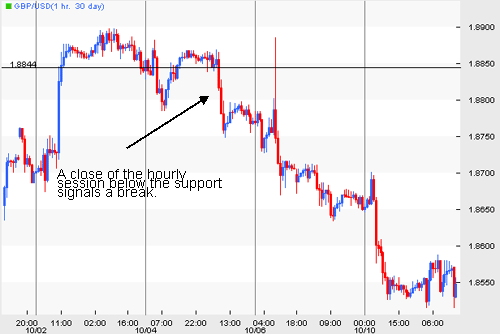 GBP/USD(1 hr.  30 day)
1.8900
1.8850
1.8844
1.8800
1.8750
1.8700
1.8650
1.8600
1.8550
A close of the hourly
session below the support
signals a break.
20:00 11:00 02:00 16:00 07:00 22:00 13:00 04:00 18:00 09:00 00:00 15:00 06:00
10/02 10/04 10/06 10/10